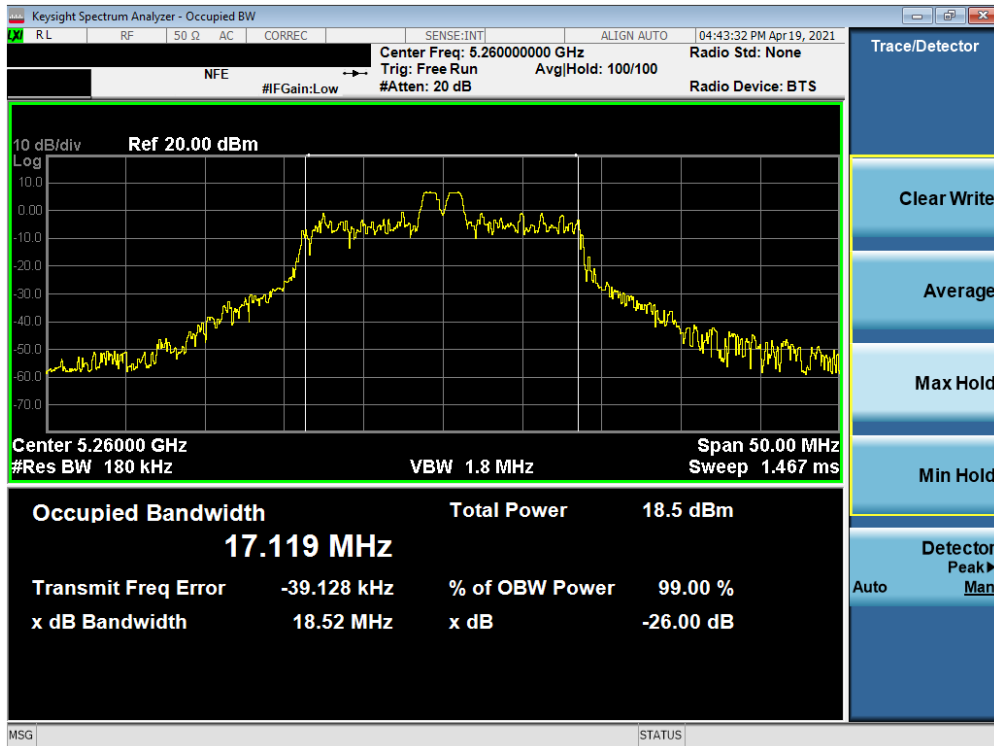 Keysight Spectrum Analyzer - Occupied BW
LXI RL RF 50 Ω AC CORREC SENSE:INT ALIGN AUTO 04:43:32 PM Apr 19, 2021
Center Freq: 5.260000000 GHz Radio Std: None
NFE Trig: Free Run Avg|Hold: 100/100
#IFGain:Low #Atten: 20 dB Radio Device: BTS
10 dB/div Ref 20.00 dBm
Log
10.0
0.00
-10.0
-20.0
-30.0
-40.0
-50.0
-60.0
-70.0
Center 5.26000 GHz Span 50.00 MHz
#Res BW 180 kHz VBW 1.8 MHz Sweep 1.467 ms
Occupied Bandwidth Total Power 18.5 dBm
17.119 MHz
Transmit Freq Error -39.128 kHz % of OBW Power 99.00 %
x dB Bandwidth 18.52 MHz x dB -26.00 dB
MSG STATUS
Trace/Detector
Clear Write
Average
Max Hold
Min Hold
Detector
Peak▶
Auto Man